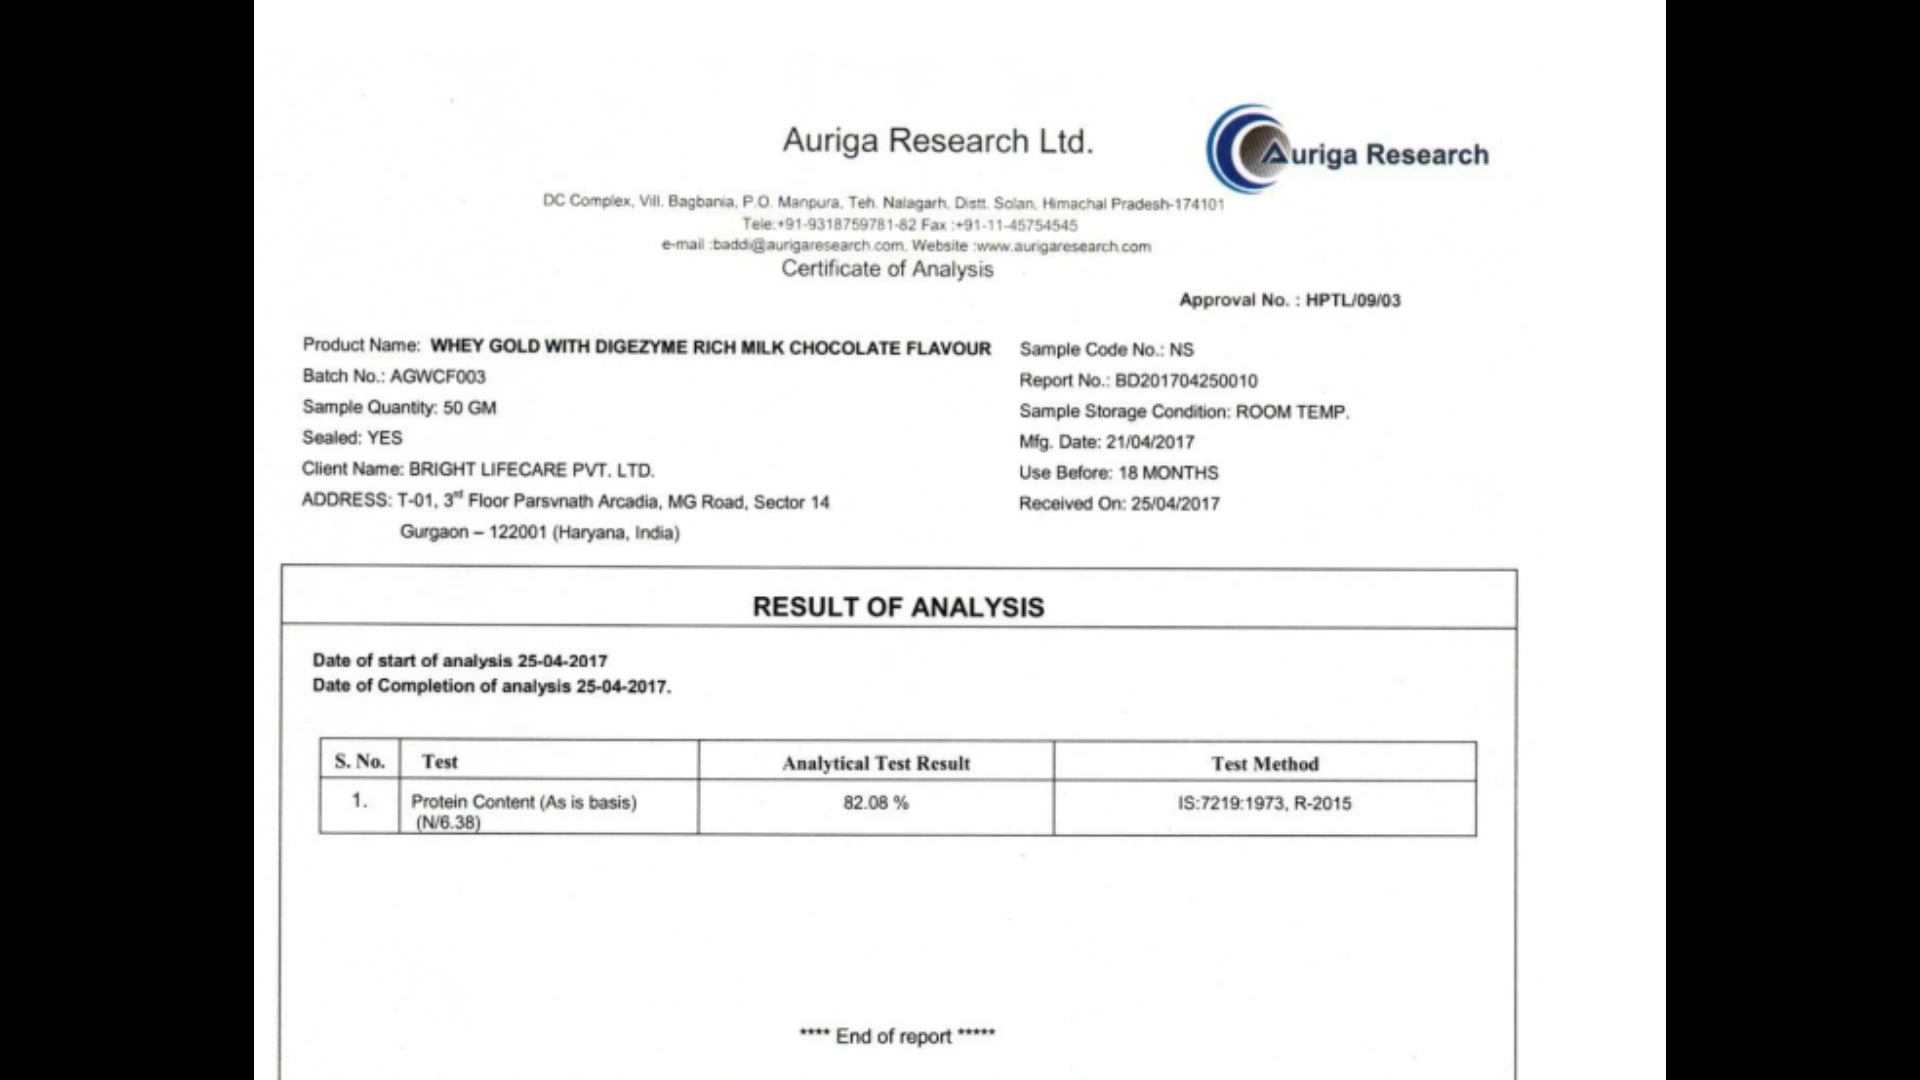 Auriga Research Ltd.
Auriga Research
DC Complex, Vill. Bagbania, P.O. Manpura, Teh. Nalagarh, Distt. Solan, Himachal Pradesh-174101
Tele:+91-9318759781-82 Fax :+91-11-45754545
e-mail :baddi@aurigaresearch.com, Website :www.aurigaresearch.com
Certificate of Analysis
Approval No. : HPTL/09/03
Product Name: WHEY GOLD WITH DIGEZYME RICH MILK CHOCOLATE FLAVOUR
Batch No.: AGWCF003
Sample Quantity: 50 GM
Sealed: YES
Client Name: BRIGHT LIFECARE PVT. LTD.
ADDRESS: T-01, 3rd Floor Parsvnath Arcadia, MG Road, Sector 14
Gurgaon – 122001 (Haryana, India)
Sample Code No.: NS
Report No.: BD201704250010
Sample Storage Condition: ROOM TEMP.
Mfg. Date: 21/04/2017
Use Before: 18 MONTHS
Received On: 25/04/2017
RESULT OF ANALYSIS
Date of start of analysis 25-04-2017
Date of Completion of analysis 25-04-2017.
S. No. Test Analytical Test Result Test Method
1. Protein Content (As is basis) 82.08 % IS:7219:1973, R-2015
(N/6.38)
**** End of report *****